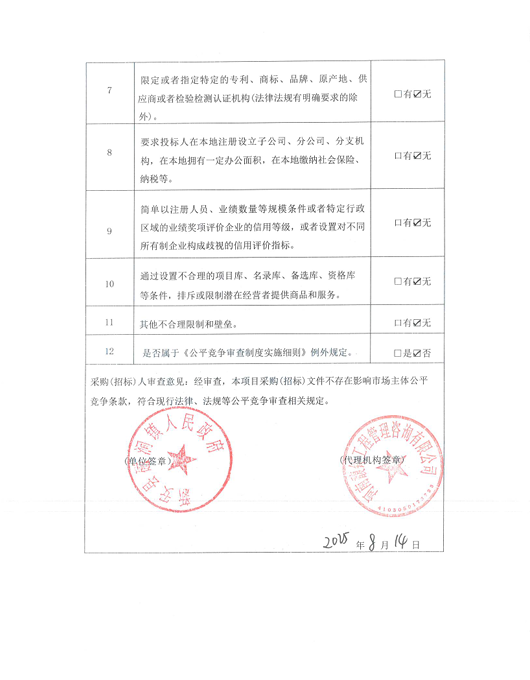 7
限定或者指定特定的专利、商标、品牌、原产地、供
应商或者检验检测认证机构(法律法规有明确要求的除
外)。
□有☑无
8
要求投标人在本地注册设立子公司、分公司、分支机
构，在本地拥有一定办公面积，在本地缴纳社会保险、
纳税等。
□有☑无
9
简单以注册人员、业绩数量等规模条件或者特定行政
区域的业绩奖项评价企业的信用等级，或者设置对不同
所有制企业构成歧视的信用评价指标。
□有☑无
10
通过设置不合理的项目库、名录库、备选库、资格库
等条件，排斥或限制潜在经营者提供商品和服务。
□有☑无
11
其他不合理限制和壁垒。
□有☑无
12
是否属于《公平竞争审查制度实施细则》例外规定。
□是☑否
采购(招标)人审查意见：经审查，本项目采购(招标)文件不存在影响市场主体公平
竞争条款，符合现行法律、法规等公平竞争审查相关规定。
(单位签章)
镇人民政府
(代理机构签章)
工程管理咨询有限公司
2025 年 8 月 14 日